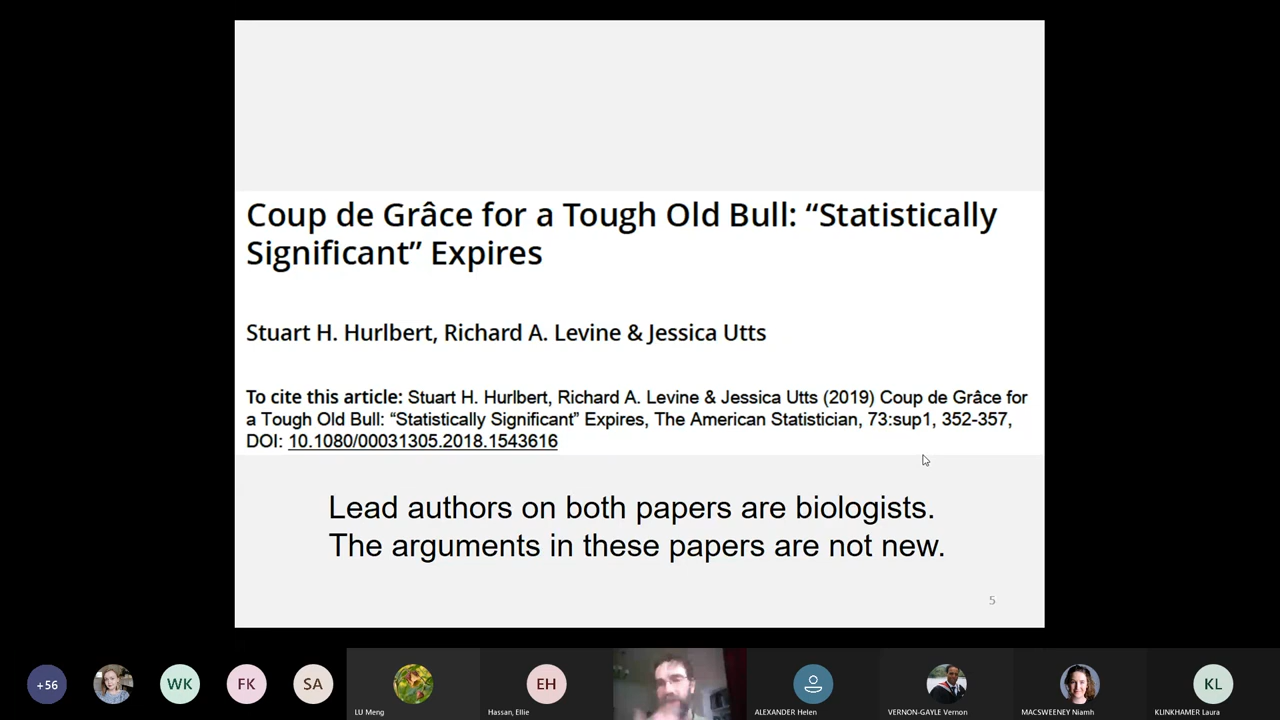 Coup de Grâce for a Tough Old Bull: “Statistically
Significant” Expires
Stuart H. Hurlbert, Richard A. Levine & Jessica Utts
To cite this article: Stuart H. Hurlbert, Richard A. Levine & Jessica Utts (2019) Coup de Grâce for
a Tough Old Bull: “Statistically Significant” Expires, The American Statistician, 73:sup1, 352-357,
DOI: 10.1080/00031305.2018.1543616
Lead authors on both papers are biologists.
The arguments in these papers are not new.
5
+56
WK
FK
SA
EH
KL
LU Meng
Hassan, Ellie
ALEXANDER Helen
VERNON-GAYLE Vernon
MACSWEENEY Niamh
KLINKHAMER Laura